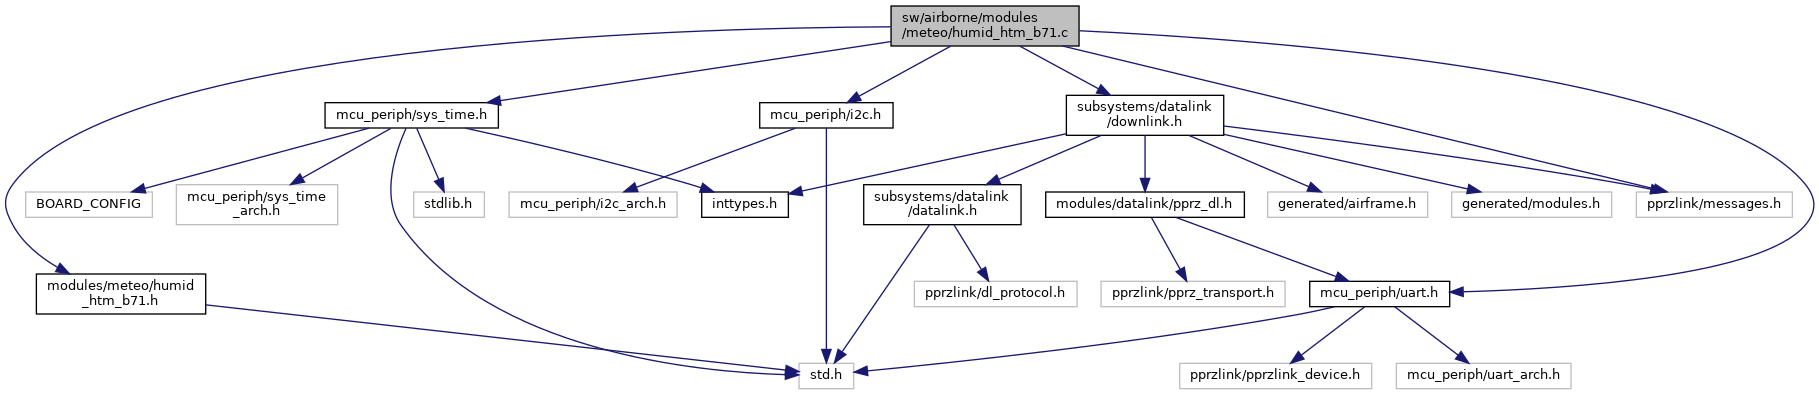 sw/airborne/modules
/meteo/humid_htm_b71.c
mcu_periph/sys_time.h
mcu_periph/i2c.h
subsystems/datalink
/downlink.h
BOARD_CONFIG
mcu_periph/sys_time
_arch.h
stdlib.h
mcu_periph/i2c_arch.h
inttypes.h
subsystems/datalink
/datalink.h
modules/datalink/pprz_dl.h
generated/airframe.h
generated/modules.h
pprzlink/messages.h
modules/meteo/humid
_htm_b71.h
pprzlink/dl_protocol.h
pprzlink/pprz_transport.h
mcu_periph/uart.h
std.h
pprzlink/pprzlink_device.h
mcu_periph/uart_arch.h